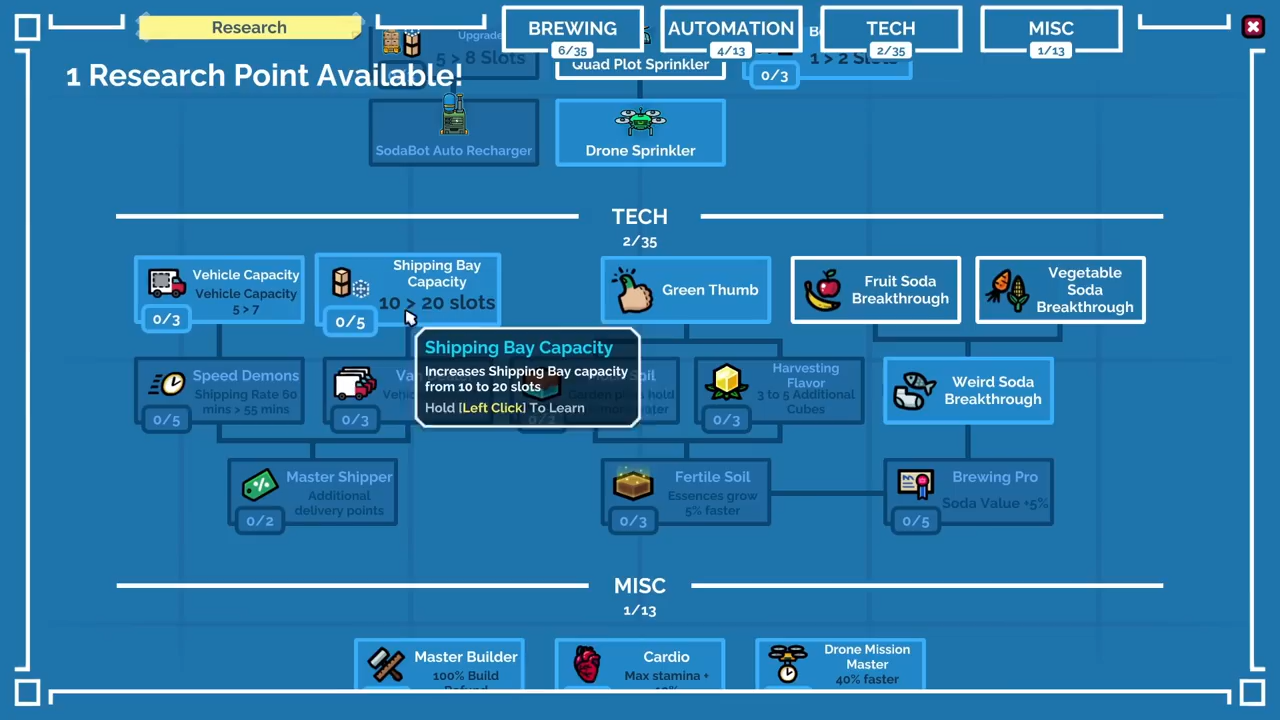 Research
BREWING
6/35
AUTOMATION
4/13
TECH
2/35
MISC
1/13
1 Research Point Available!
Upgrade
5 > 8 Slots
Quad Plot Sprinkler
1 > 2 Slots
0/3
SodaBot Auto Recharger
Drone Sprinkler
TECH
2/35
Vehicle Capacity
Vehicle Capacity
5 > 7
0/3
Shipping Bay
Capacity
10 > 20 slots
0/5
Green Thumb
Fruit Soda
Breakthrough
Vegetable
Soda
Breakthrough
Shipping Bay Capacity
Increases Shipping Bay capacity
from 10 to 20 slots
Hold [Left Click] To Learn
Speed Demons
Shipping Rate 60
mins > 55 mins
0/5
0/3
Harvesting
Flavor
3 to 5 Additional
Cubes
0/3
Weird Soda
Breakthrough
Master Shipper
Additional
delivery points
0/2
Fertile Soil
Essences grow
5% faster
0/3
Brewing Pro
Soda Value +5%
0/5
MISC
1/13
Master Builder
100% Build
Cardio
Max stamina +
Drone Mission
Master
40% faster